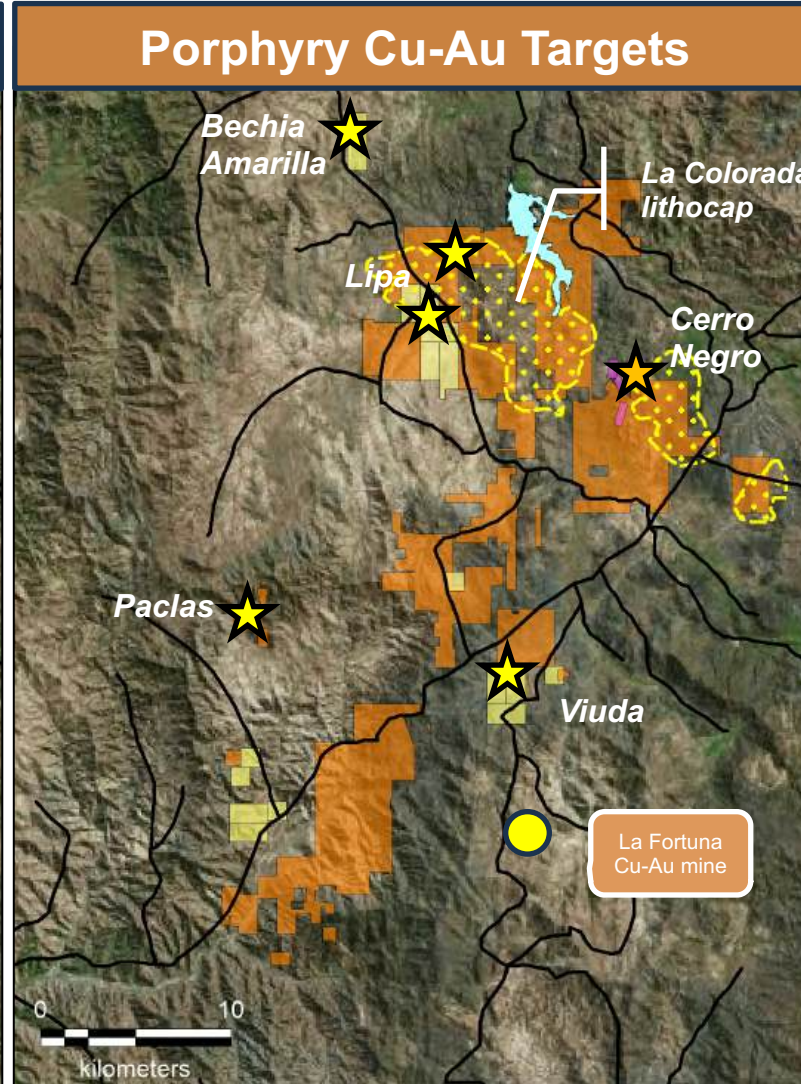 Porphyry Cu-Au Targets
Bechia
Amarilla
La Colorada
lithocap
Lipa
Cerro
Negro
Paclas
Viuda
La Fortuna
Cu-Au mine
0 10
kilometers